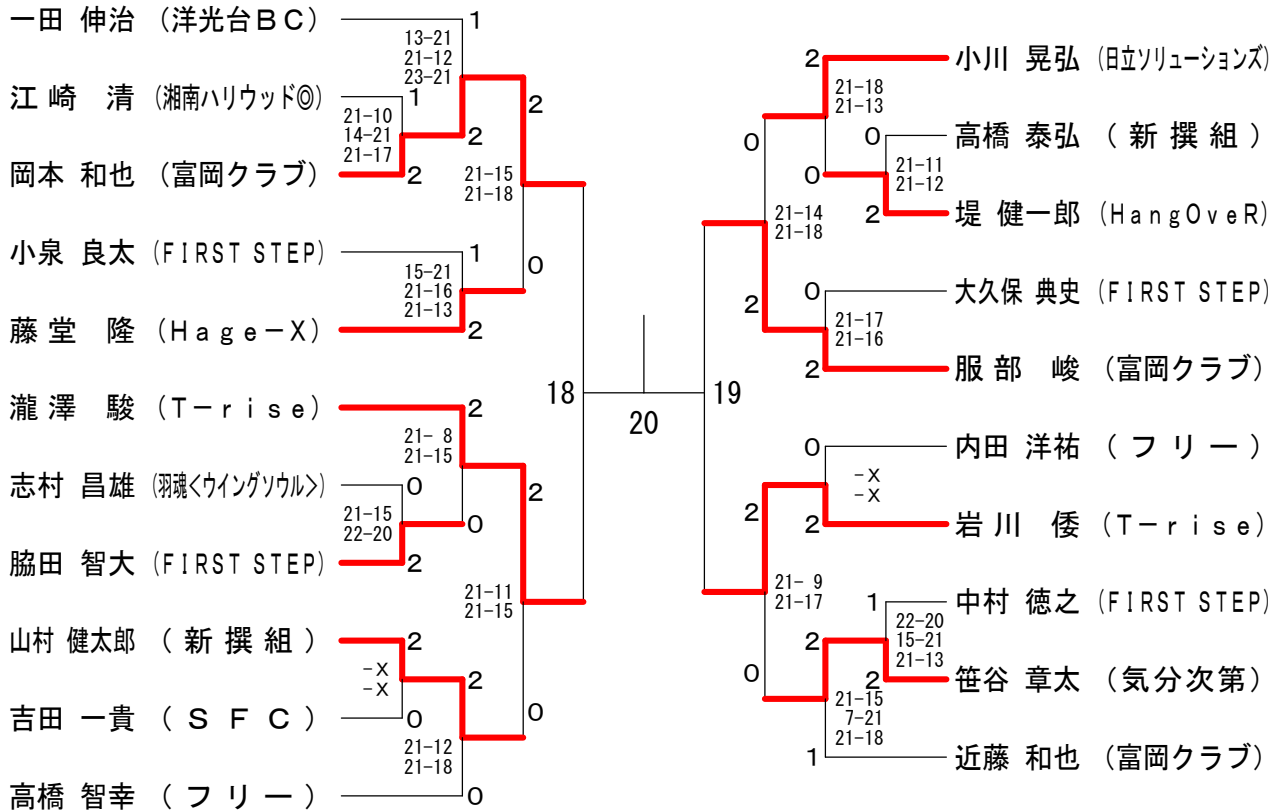 一田 伸治 (洋光台BC)
1
13-21
21-12
23-21
江崎 清 (湘南ハリウッド◎)
1
21-10
14-21
21-17
2
2
岡本 和也 (富岡クラブ)
2
21-15
21-18
小泉 良太 (FIRST STEP)
1
15-21
21-16
21-13
0
藤堂 隆 (Hage-X)
2
瀧澤 駿 (T-rise)
2
21- 8
21-15
志村 昌雄 (羽魂<ウイングソウル>)
0
21-15
22-20
0
2
脇田 智大 (FIRST STEP)
2
21-11
21-15
山村 健太郎 (新撰組)
2
-X
-X
2
吉田 一貴 (SFC)
0
0
21-12
21-18
高橋 智幸 (フリー)
0
18
20
19
2
小川 晃弘 (日立ソリューションズ)
21-18
21-13
0
0
高橋 泰弘 (新撰組)
21-11
21-12
0
2
堤 健一郎 (HangOveR)
21-14
21-18
0
大久保 典史 (FIRST STEP)
21-17
21-16
2
2
服部 峻 (富岡クラブ)
0
内田 洋祐 (フリー)
-X
-X
2
2
岩川 倭 (T-rise)
21- 9
21-17
1
中村 徳之 (FIRST STEP)
22-20
15-21
21-13
2
0
2
笹谷 章太 (気分次第)
21-15
7-21
21-18
1
近藤 和也 (富岡クラブ)